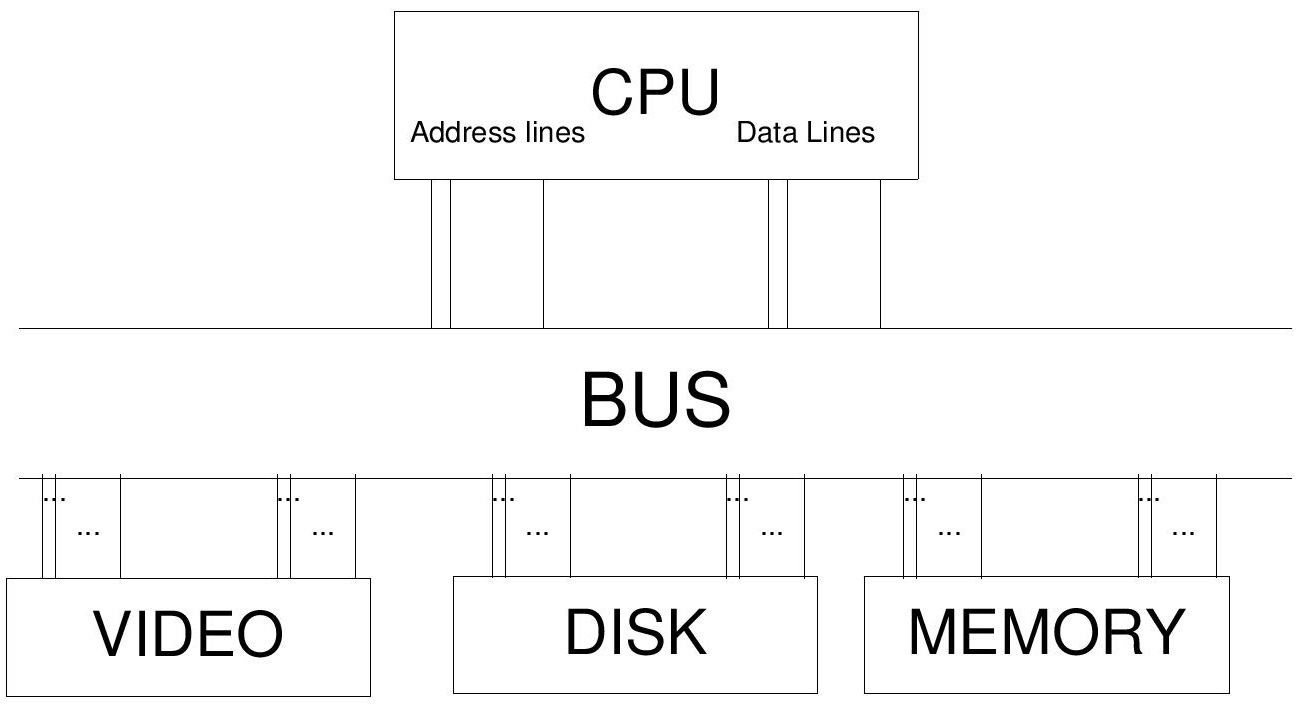 CPU
Address lines
Data Lines
BUS
... ... ... ... ... ...
... ... ... ... ... ...
VIDEO
DISK
MEMORY